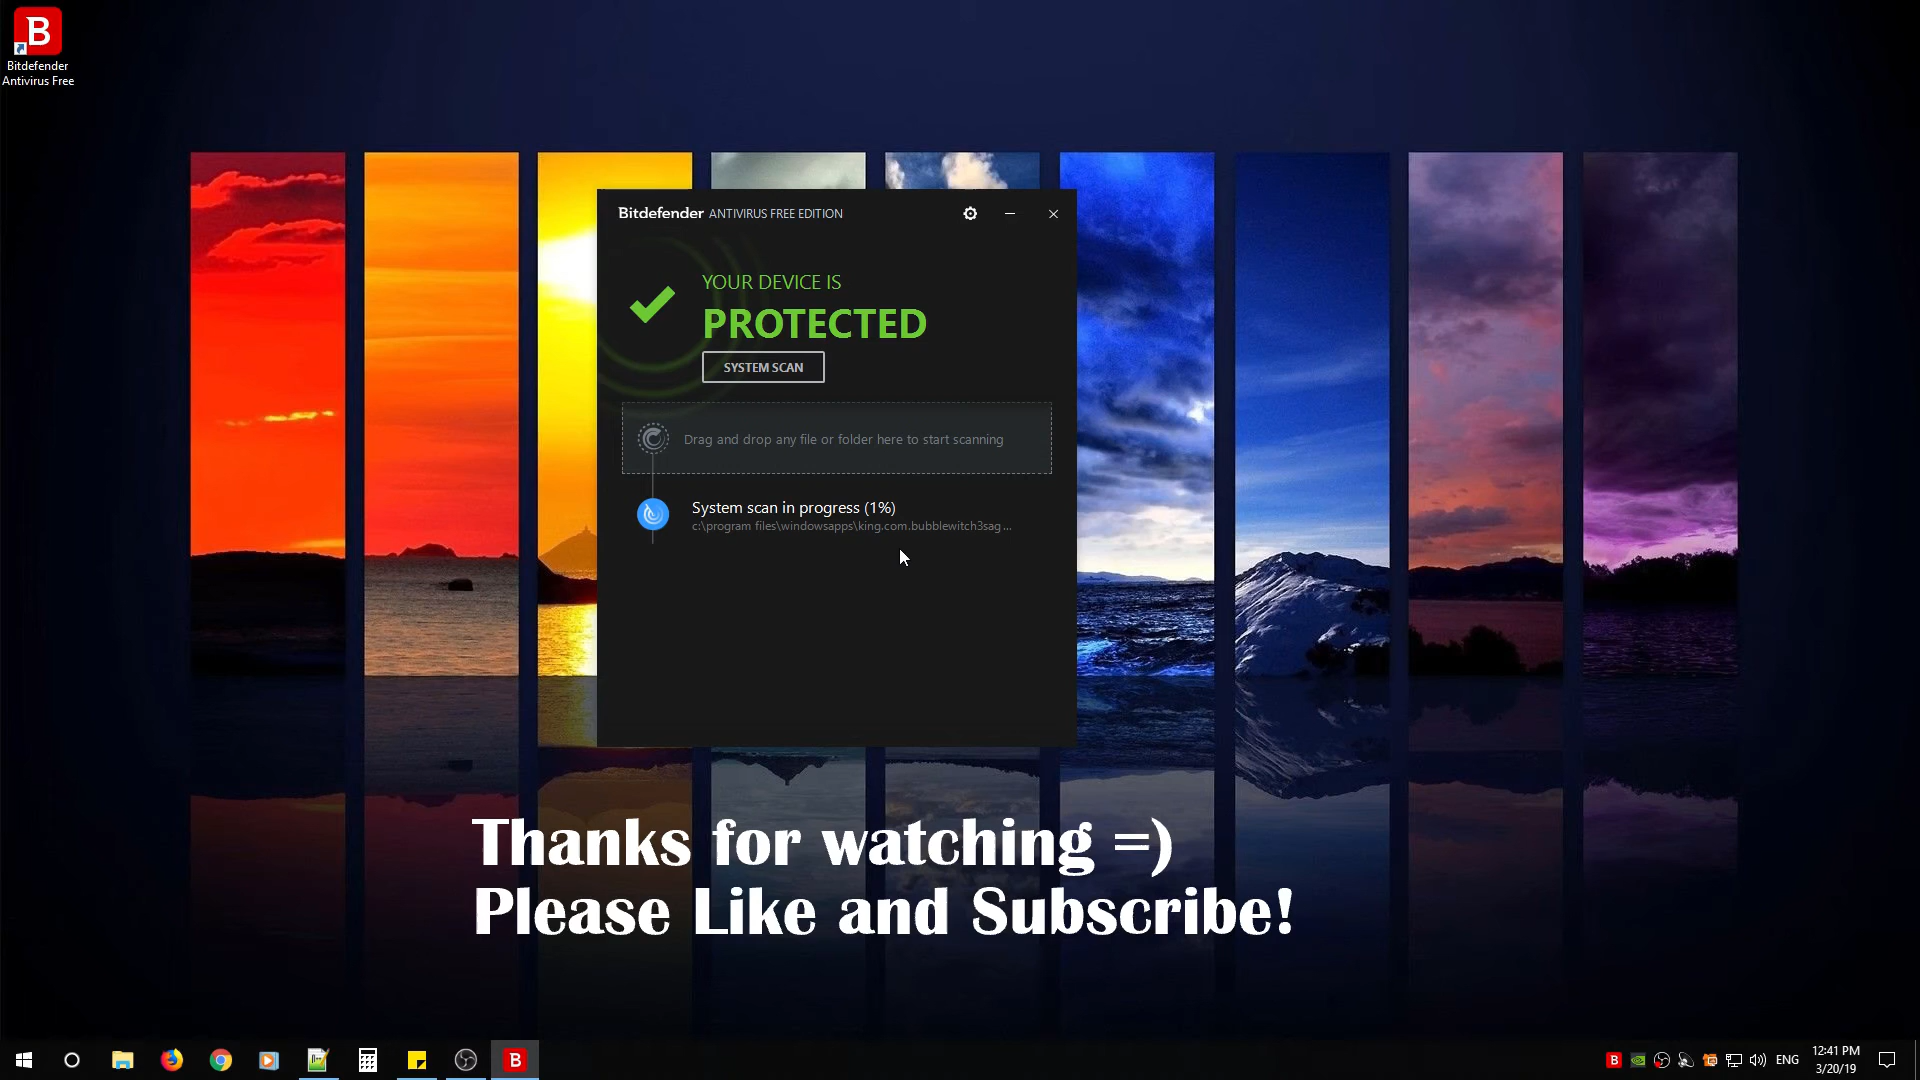 B
Bitdefender
Antivirus Free
Bitdefender ANTIVIRUS FREE EDITION
YOUR DEVICE IS
PROTECTED
SYSTEM SCAN
Drag and drop any file or folder here to start scanning
System scan in progress (1%)
c:\program files\windowsapps\king.com.bubblewitch3sag...
Thanks for watching =)
Please Like and Subscribe!
B
B
ENG
12:41 PM
3/20/19